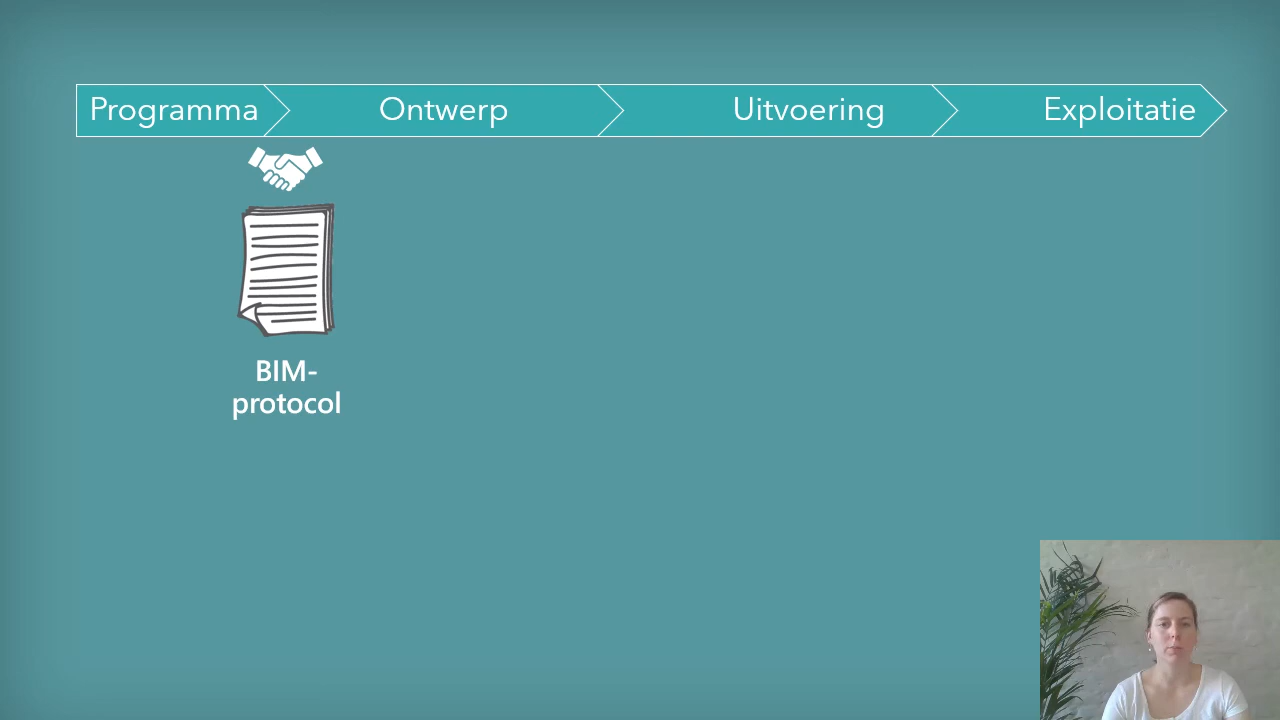 Programma
Ontwerp
Uitvoering
Exploitatie
BIM-
protocol